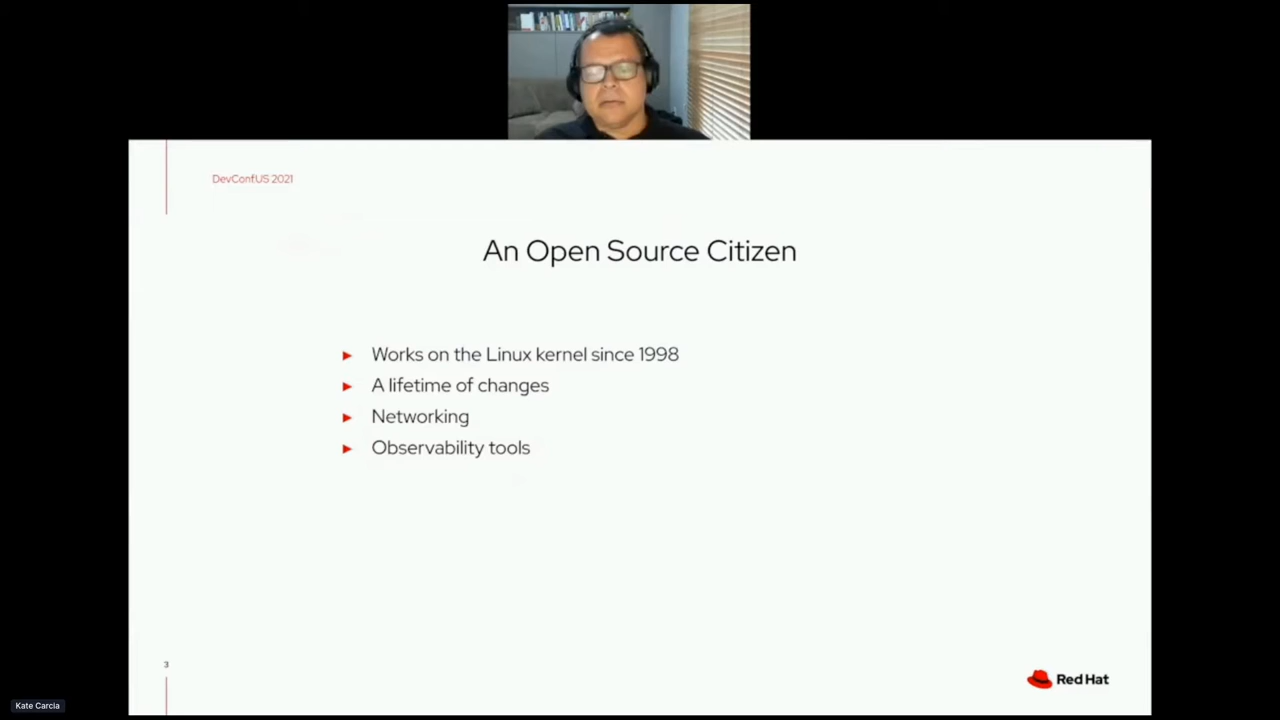 DevConfUS 2021
An Open Source Citizen
► Works on the Linux kernel since 1998
► A lifetime of changes
► Networking
► Observability tools
3
Red Hat
Kate Carcia